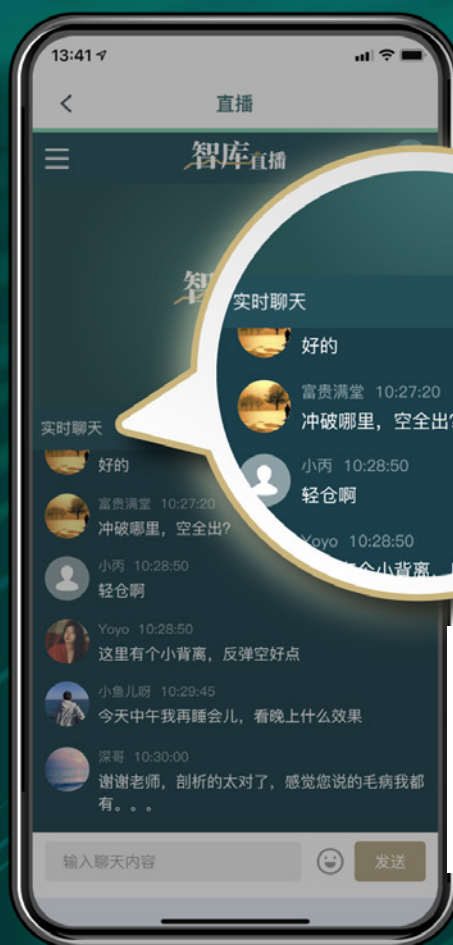 13:41
直播
智库直播
智
实时聊天
好的
富贵满堂 10:27:20
冲破哪里，空全出?
小丙 10:28:50
轻仓啊
Yoyo 10:28:50
个小背离，
实时聊天
好的
富贵满堂 10:27:20
冲破哪里，空全出?
小丙 10:28:50
轻仓啊
Yoyo 10:28:50
这里有个小背离，反弹空好点
小鱼儿呀 10:29:45
今天中午我再睡会儿，看晚上什么效果
深哥 10:30:00
谢谢老师，剖析的太对了，感觉您说的毛病我都
有。。。
输入聊天内容
发送